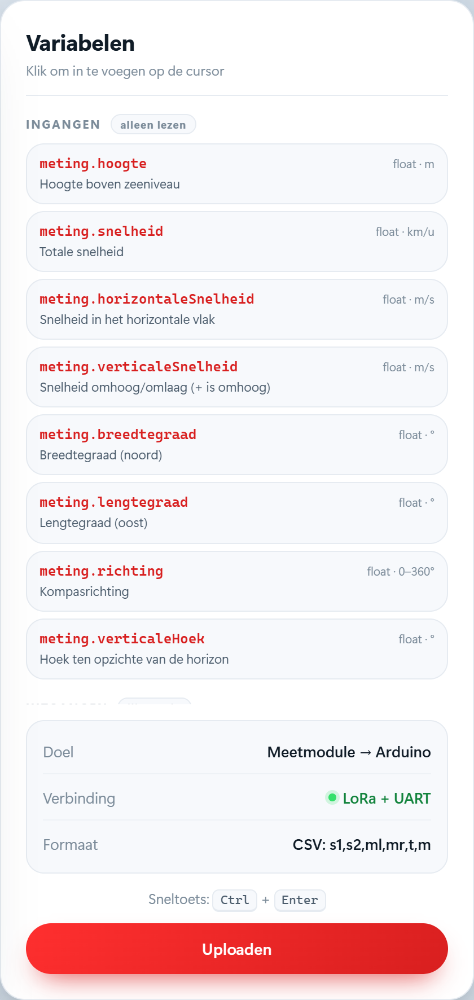 Variabelen
Klik om in te voegen op de cursor
INGANGEN alleen lezen
meting.hoogte float · m
Hoogte boven zeeniveau
meting.snelheid float · km/u
Totale snelheid
meting.horizontaleSnelheid float · m/s
Snelheid in het horizontale vlak
meting.verticaleSnelheid float · m/s
Snelheid omhoog/omlaag (+ is omhoog)
meting.breedtegraad float · °
Breedtegraad (noord)
meting.lengtegraad float · °
Lengtegraad (oost)
meting.richting float · 0–360°
Kompasrichting
meting.verticaleHoek float · °
Hoek ten opzichte van de horizon
Doel Meetmodule → Arduino
Verbinding LoRa + UART
Formaat CSV: s1,s2,ml,mr,t,m
Sneltoets: Ctrl + Enter
Uploaden